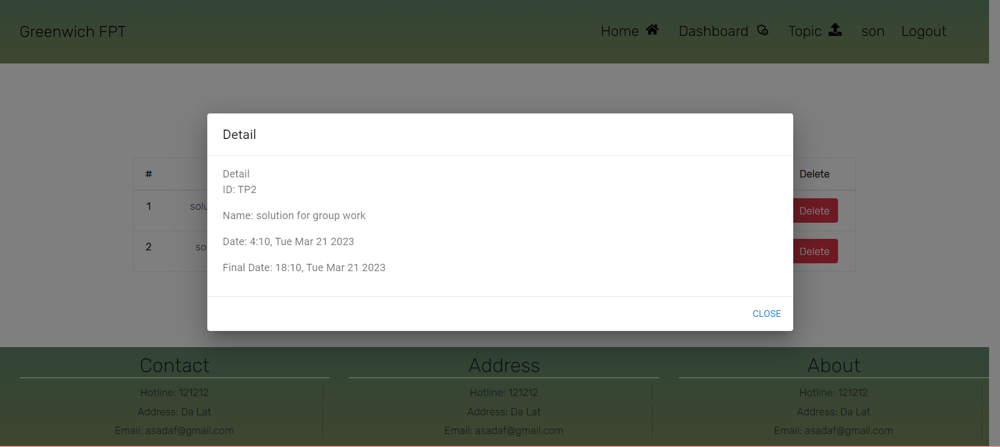 Greenwich FPT
Home Dashboard Topic son Logout
Detail
# Delete
Detail
ID: TP2
1 Delete
Name: solution for group work
Date: 4:10, Tue Mar 21 2023
2 Delete
Final Date: 18:10, Tue Mar 21 2023
CLOSE
Contact Address About
Hotline: 121212 Hotline: 121212 Hotline: 121212
Address: Da Lat Address: Da Lat Address: Da Lat
Email: asadaf@gmail.com Email: asadaf@gmail.com Email: asadaf@gmail.com